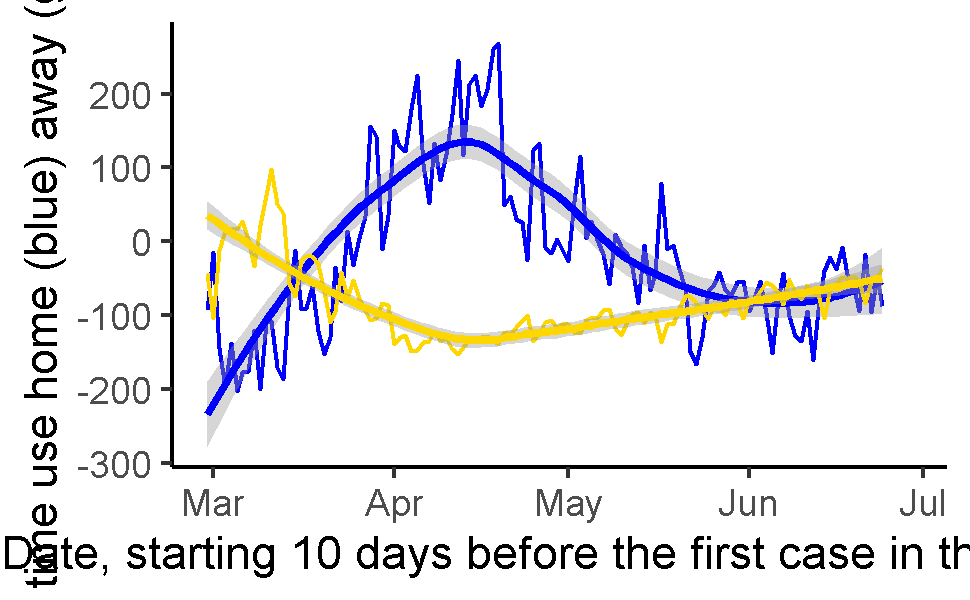 time use home (blue) away (
200
100
0
-100
-200
-300
Mar Apr May Jun Jul
Date, starting 10 days before the first case in th